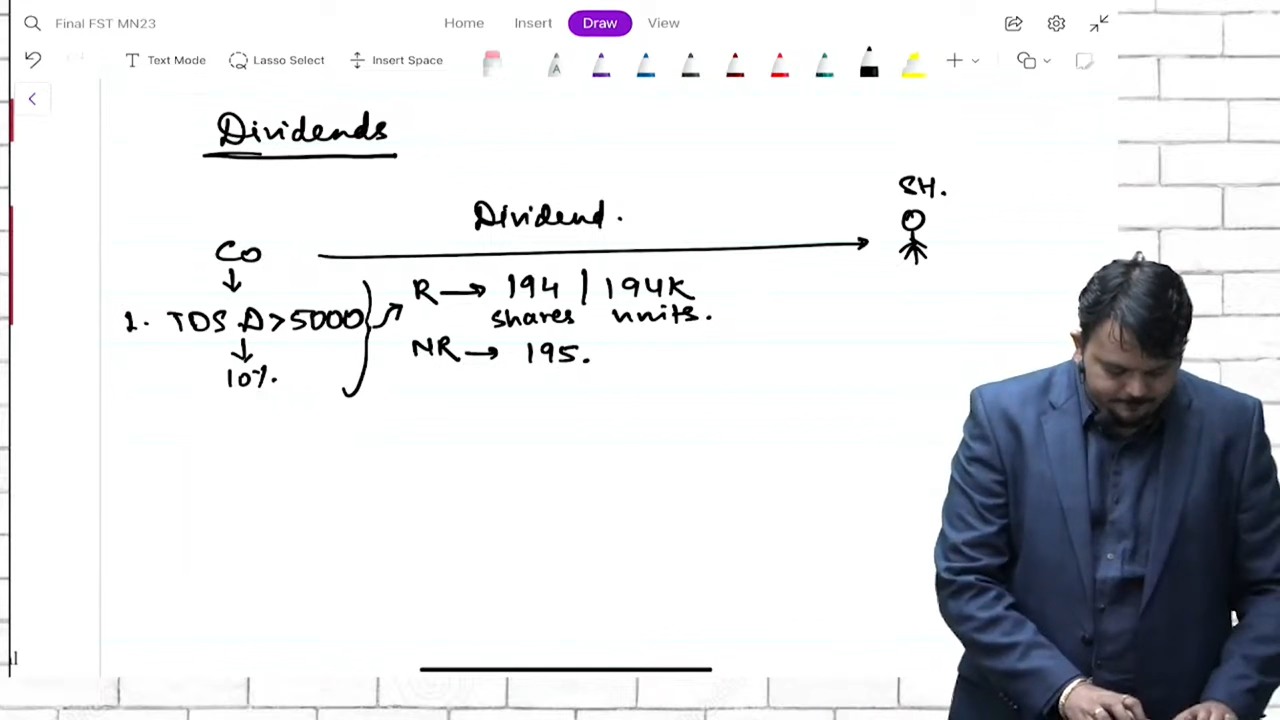 Final FST MN23
Home Insert Draw View
T Text Mode Lasso Select Insert Space A
Dividends
SH.
Dividend.
Co
R → 194 | 194K
1. TDS D > 5000
shares units.
NR → 195.
10%.